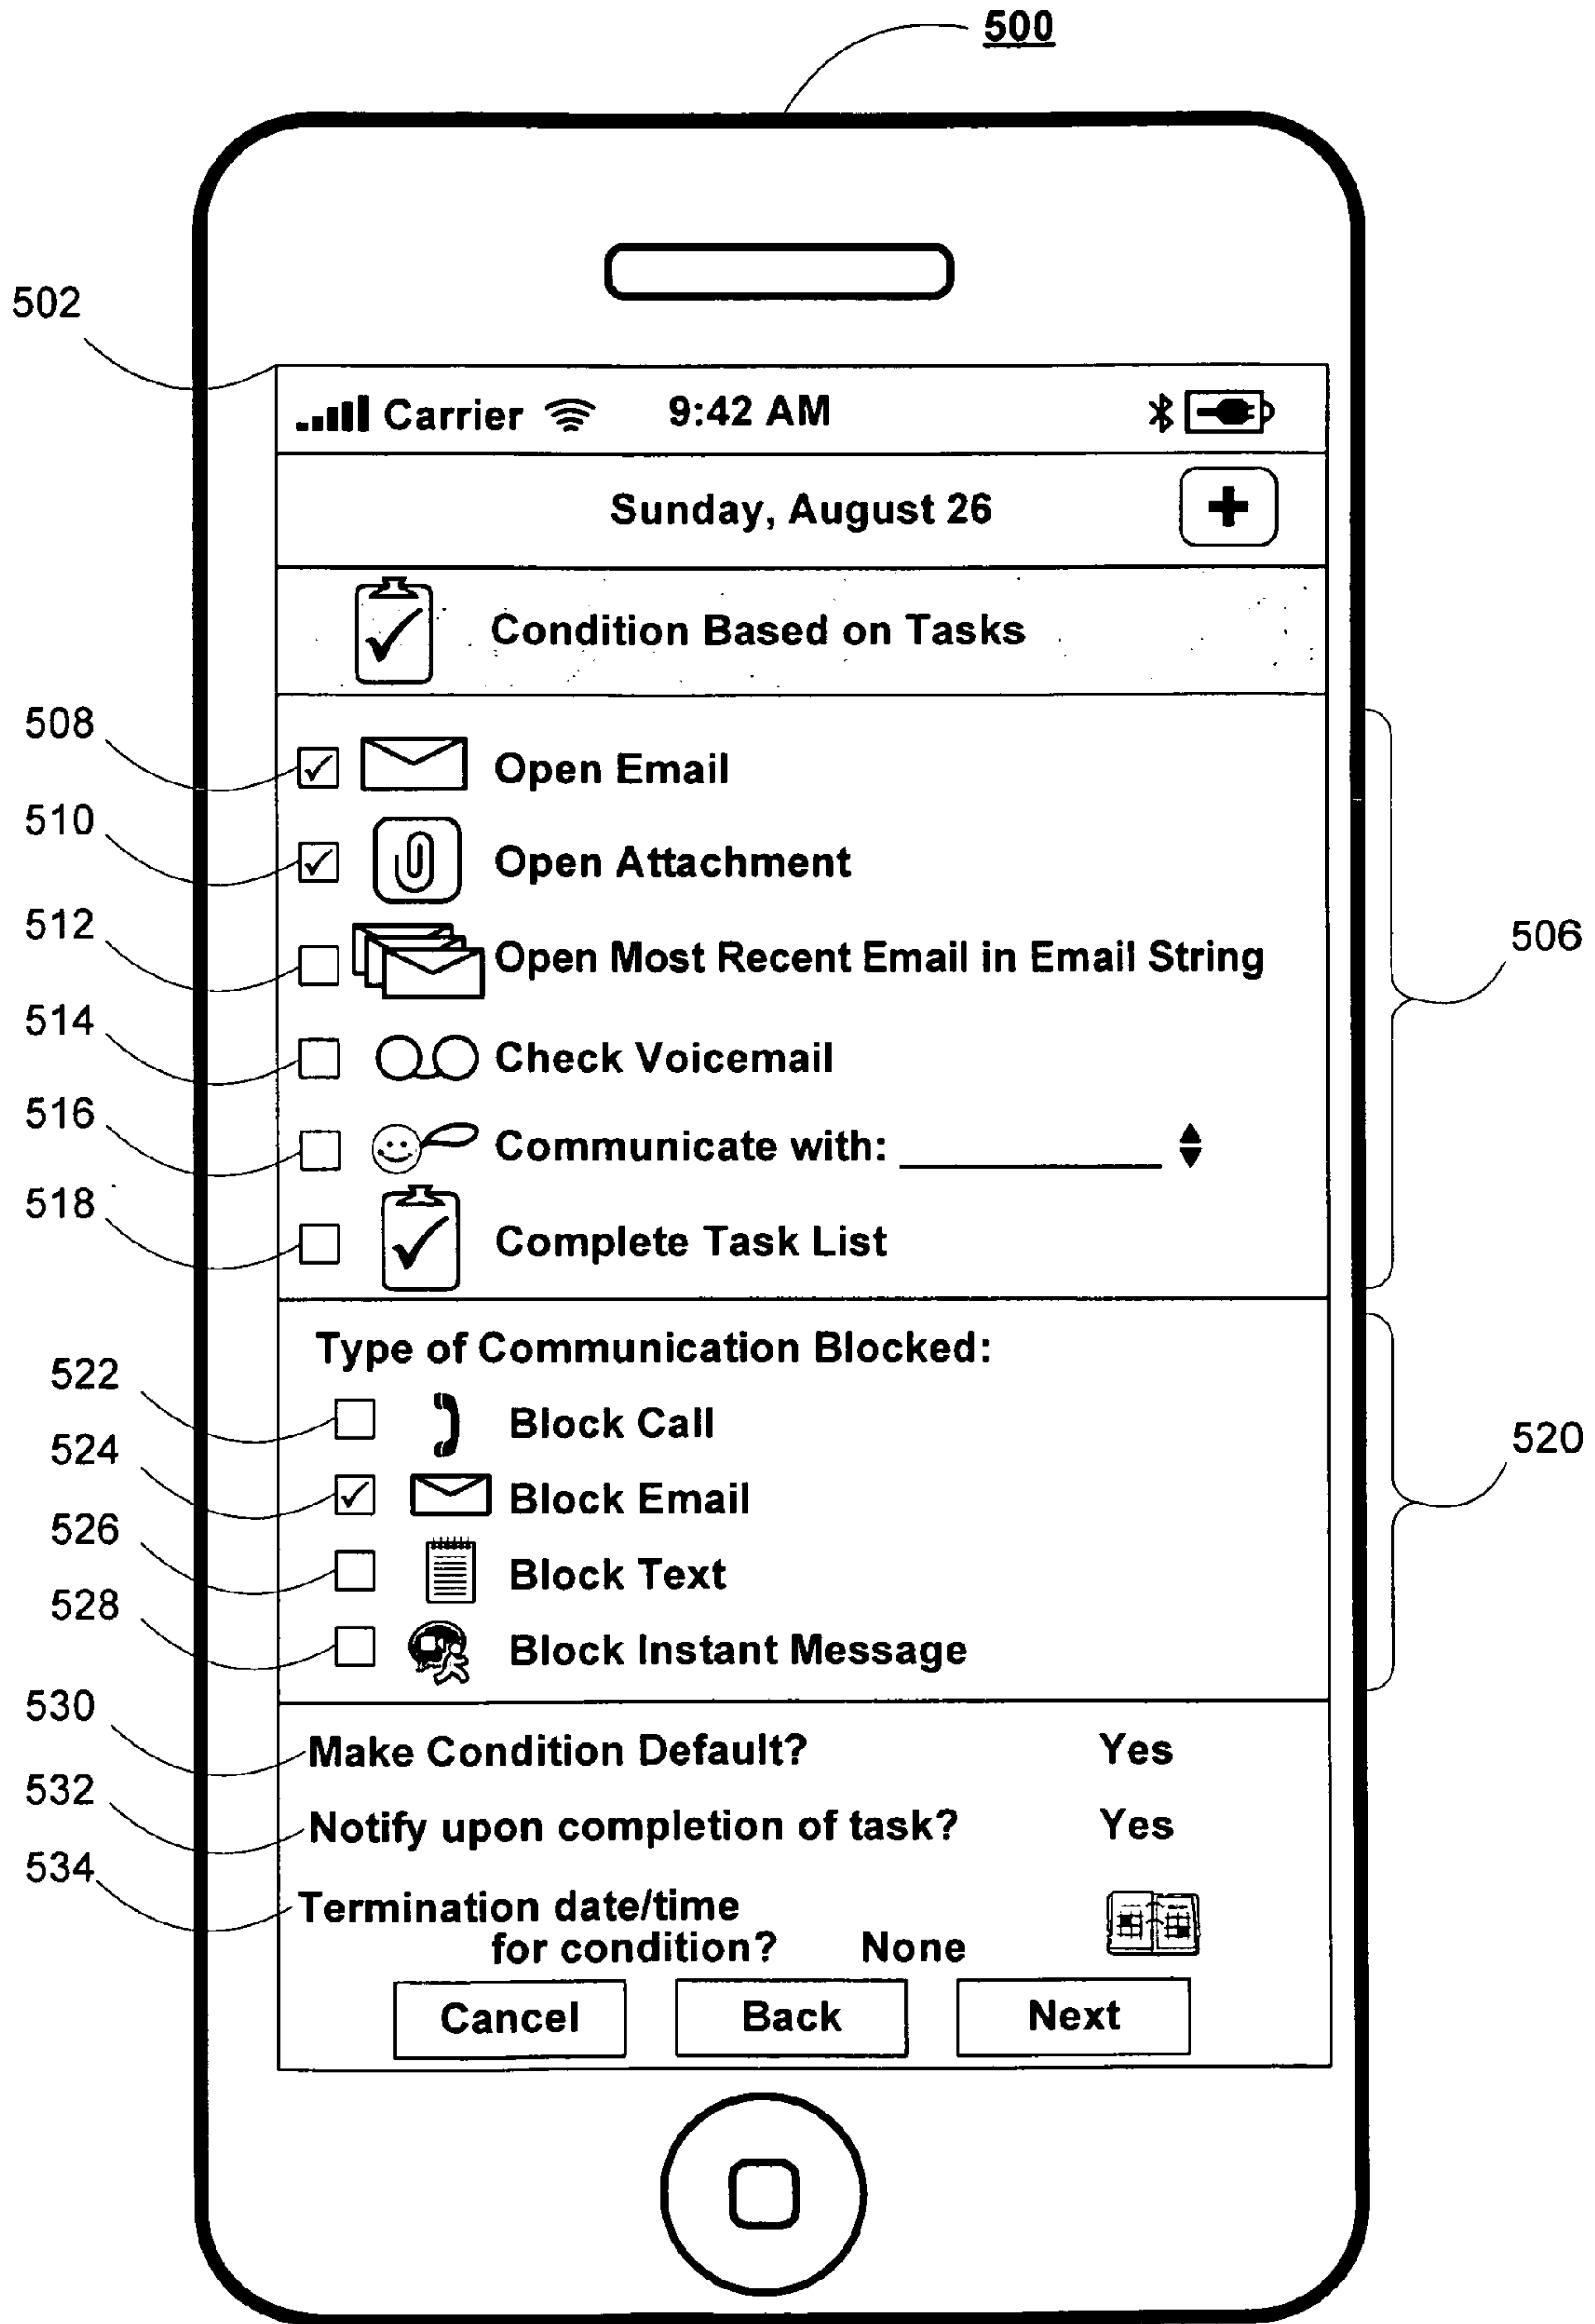 500
502
Carrier 9:42 AM
Sunday, August 26
+
Condition Based on Tasks
508
Open Email
510
Open Attachment
512
Open Most Recent Email in Email String
506
514
Check Voicemail
516
Communicate with:
518
Complete Task List
Type of Communication Blocked:
522
Block Call
524
Block Email
520
526
Block Text
528
Block Instant Message
530
Make Condition Default? Yes
532
Notify upon completion of task? Yes
534
Termination date/time
for condition? None
Cancel Back Next